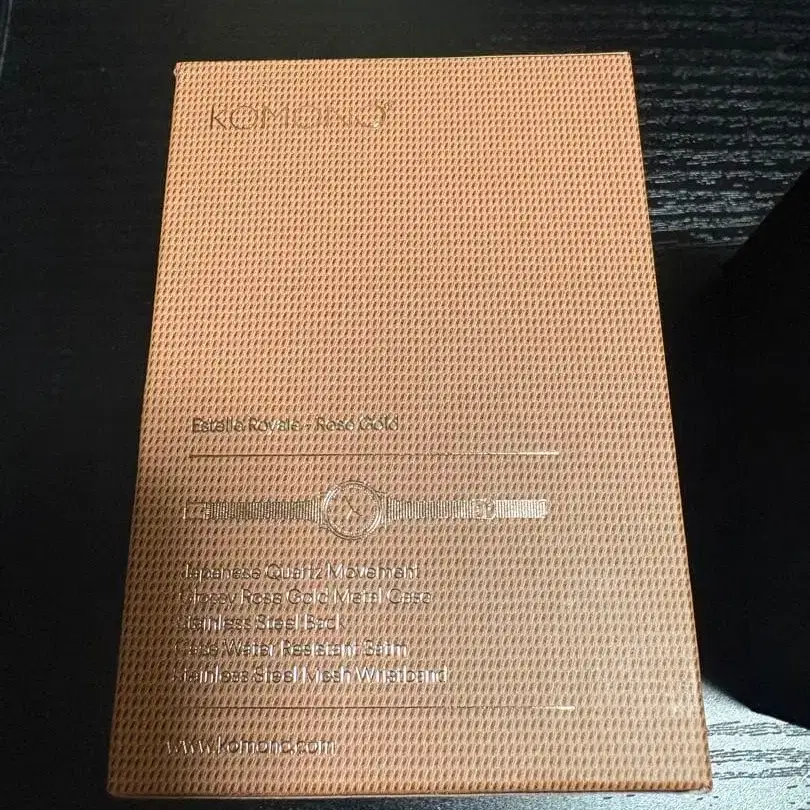 KOMONO
Estelle Royale - Rose Gold
Japanese Quartz Movement
Glossy Rose Gold Metal Case
Stainless Steel Back
Case Water Resistant 3atm
Stainless Steel Mesh Wristband
www.komono.com